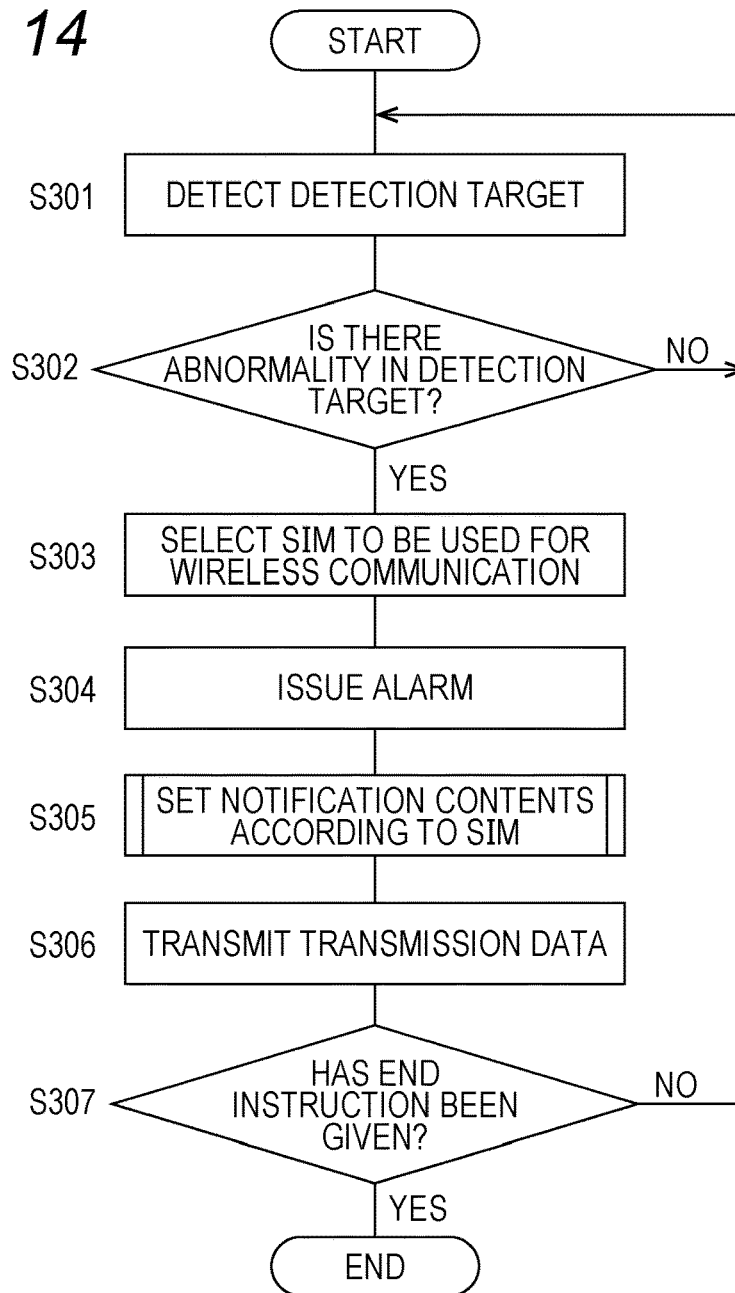 14
START
S301
DETECT DETECTION TARGET
S302
IS THERE
ABNORMALITY IN DETECTION
TARGET?
NO
YES
S303
SELECT SIM TO BE USED FOR
WIRELESS COMMUNICATION
S304
ISSUE ALARM
S305
SET NOTIFICATION CONTENTS
ACCORDING TO SIM
S306
TRANSMIT TRANSMISSION DATA
S307
HAS END
INSTRUCTION BEEN
GIVEN?
NO
YES
END